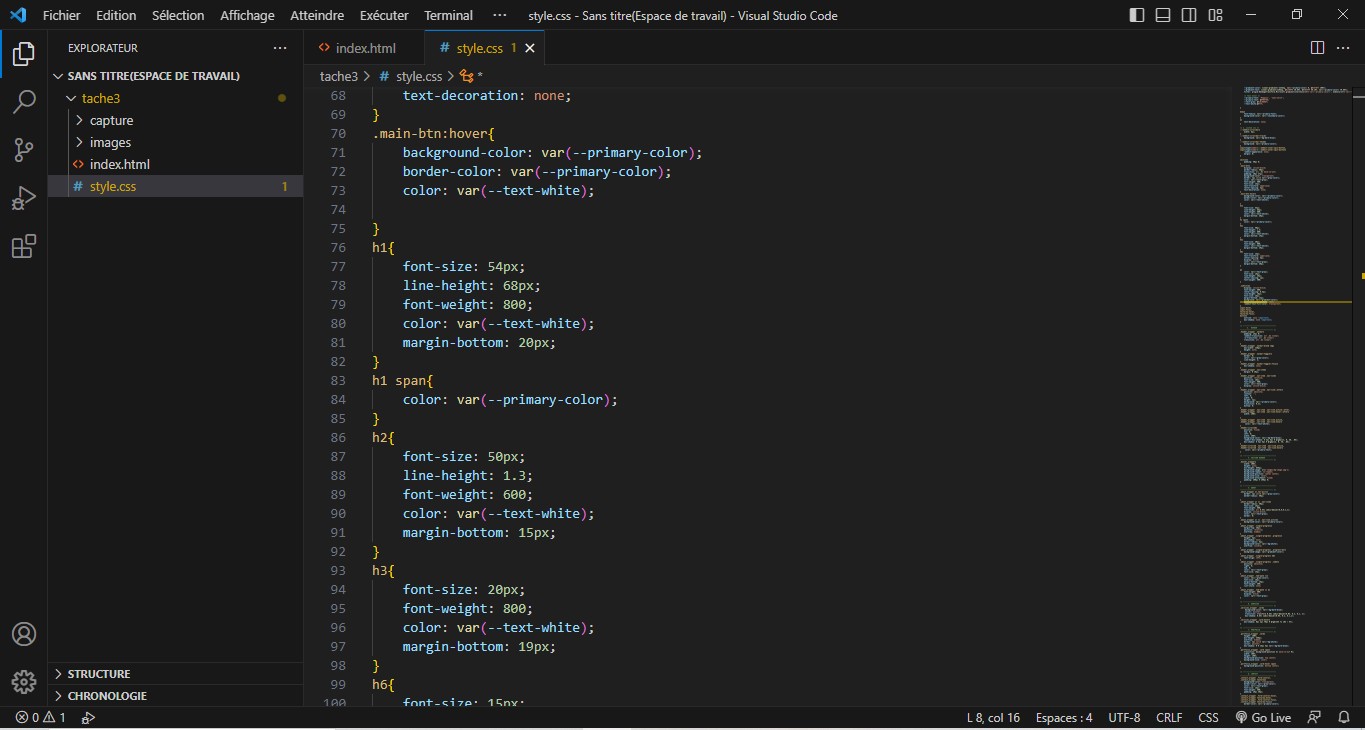 Fichier Edition Sélection Affichage Atteindre Exécuter Terminal ··· style.css - Sans titre(Espace de travail) - Visual Studio Code
EXPLORATEUR ···
SANS TITRE(ESPACE DE TRAVAIL)
tache3
capture
images
index.html
style.css 1
STRUCTURE
CHRONOLOGIE
index.html # style.css 1
tache3 > # style.css > *
68 text-decoration: none;
69 }
70 .main-btn:hover{
71 background-color: var(--primary-color);
72 border-color: var(--primary-color);
73 color: var(--text-white);
74
75 }
76 h1{
77 font-size: 54px;
78 line-height: 68px;
79 font-weight: 800;
80 color: var(--text-white);
81 margin-bottom: 20px;
82 }
83 h1 span{
84 color: var(--primary-color);
85 }
86 h2{
87 font-size: 50px;
88 line-height: 1.3;
89 font-weight: 600;
90 color: var(--text-white);
91 margin-bottom: 15px;
92 }
93 h3{
94 font-size: 20px;
95 font-weight: 800;
96 color: var(--text-white);
97 margin-bottom: 19px;
98 }
99 h6{
100 font-size: 15px;
0 1 L 8, col 16 Espaces : 4 UTF-8 CRLF CSS Go Live